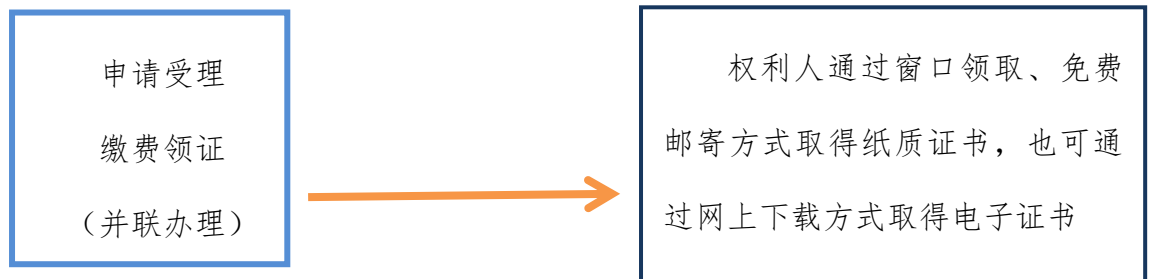 申请受理
缴费领证
（并联办理）
权利人通过窗口领取、免费
邮寄方式取得纸质证书，也可通
过网上下载方式取得电子证书